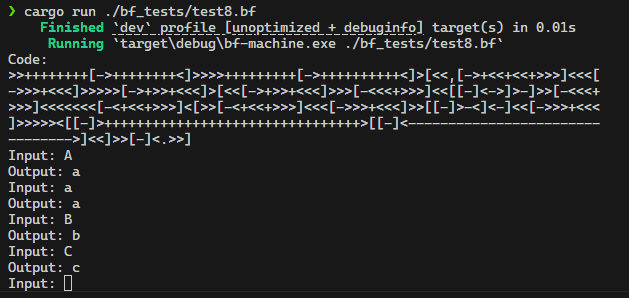 ❯ cargo run ./bf_tests/test8.bf
Finished `dev` profile [unoptimized + debuginfo] target(s) in 0.01s
Running `target\debug\bf-machine.exe ./bf_tests/test8.bf`
Code:
>>++++++++[->++++++++<]>>>>++++++++++[->+++++++++++<]>[<<,[->+<<+<<+>>>]<<<[
->>>+<<<]>>>>>[->+>>+<<<]>[<<[->+>>+<<<]>>>[-<<<+>>>]<<[[-]<->]>-]>>[-<<<+
>>>]<<<<<<<[-<+<<+>>>]<[>>[-<+<<+>>>]<<<[->>>+<<<]>>[[-]>-<]<-]<<[->>>+<<<
]>>>>><[[-]>++++++++++++++++++++++++++++++++>[[-]<------------------------------
-------->]<<]>>[-]<.>>]
Input: A
Output: a
Input: a
Output: a
Input: B
Output: b
Input: C
Output: c
Input: